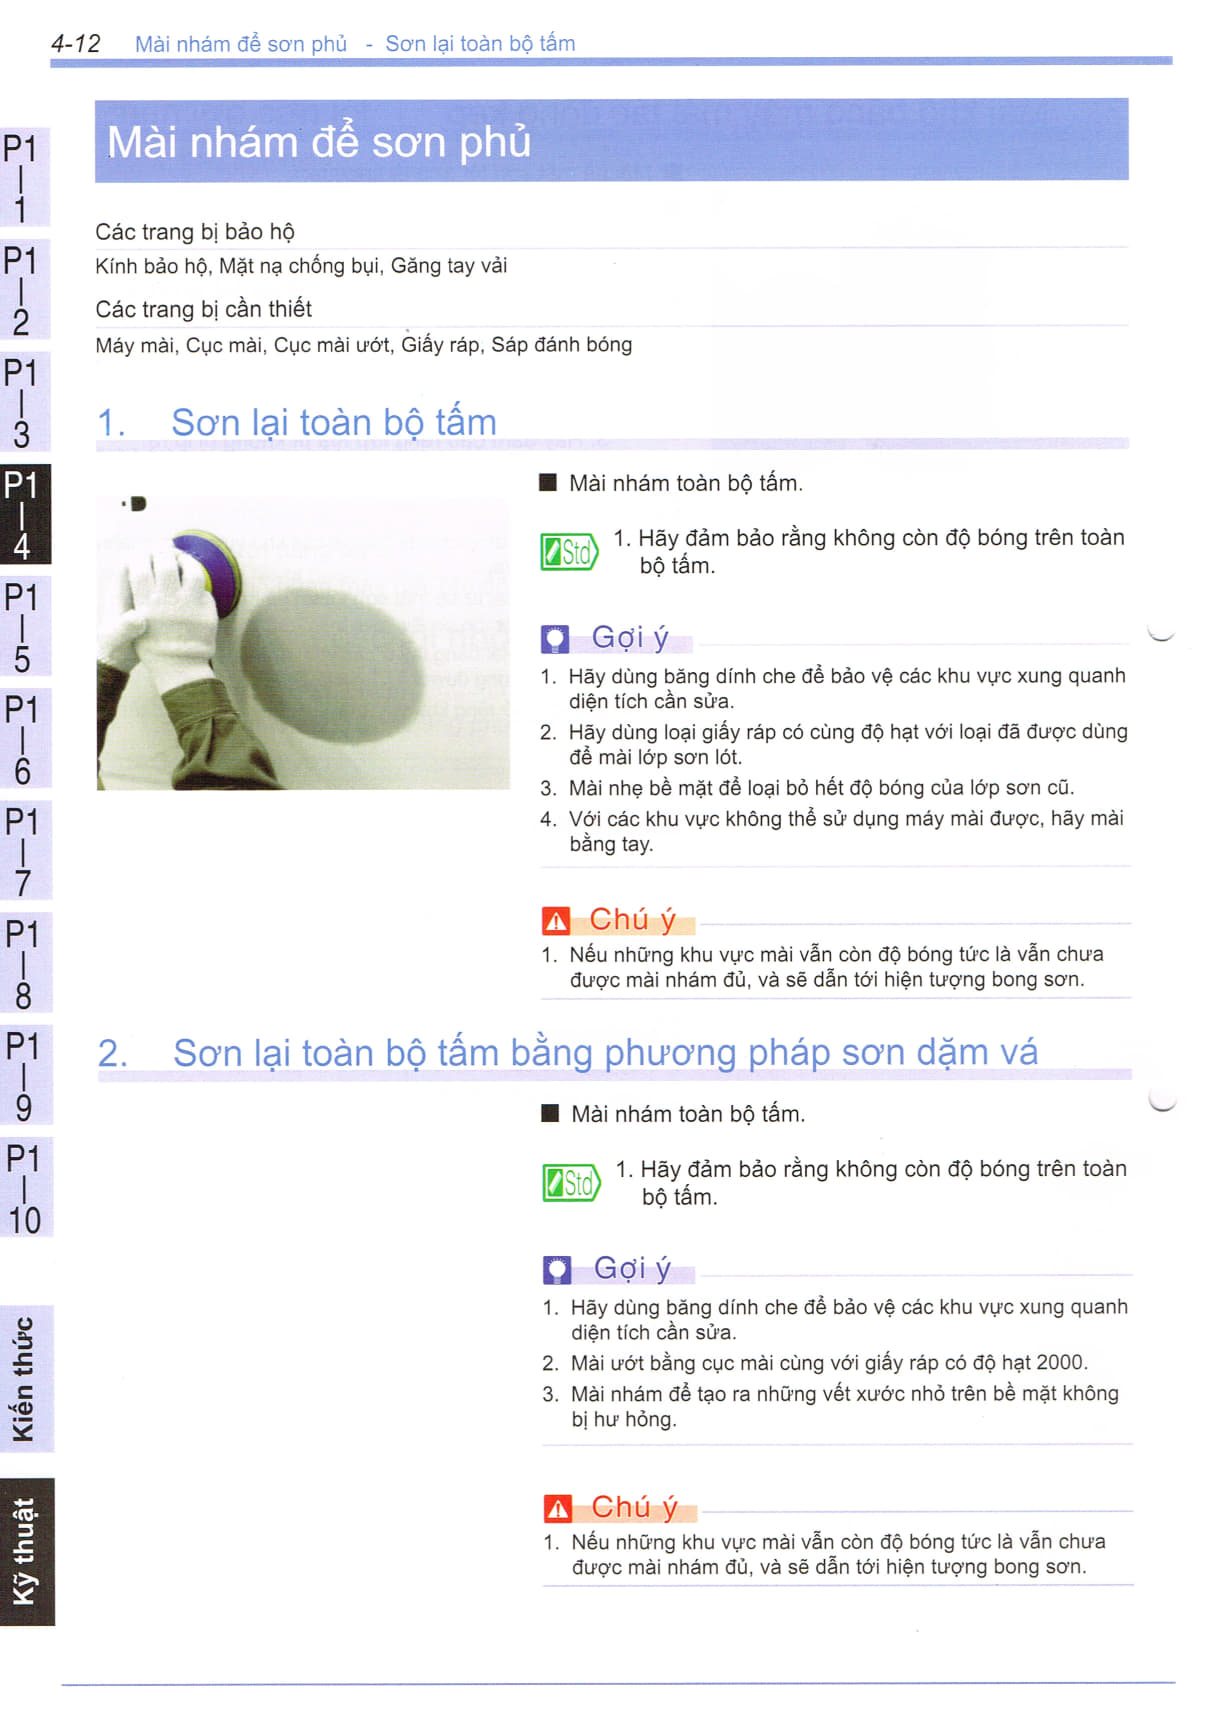 4-12 Mài nhám để sơn phủ - Sơn lại toàn bộ tấm
Mài nhám để sơn phủ
Các trang bị bảo hộ
Kính bảo hộ, Mặt nạ chống bụi, Găng tay vải
Các trang bị cần thiết
Máy mài, Cục mài, Cục mài ướt, Giấy ráp, Sáp đánh bóng
1. Sơn lại toàn bộ tấm
■ Mài nhám toàn bộ tấm.
Std 1. Hãy đảm bảo rằng không còn độ bóng trên toàn
bộ tấm.
Gợi ý
1. Hãy dùng băng dính che để bảo vệ các khu vực xung quanh
diện tích cần sửa.
2. Hãy dùng loại giấy ráp có cùng độ hạt với loại đã được dùng
để mài lớp sơn lót.
3. Mài nhẹ bề mặt để loại bỏ hết độ bóng của lớp sơn cũ.
4. Với các khu vực không thể sử dụng máy mài được, hãy mài
bằng tay.
Chú ý
1. Nếu những khu vực mài vẫn còn độ bóng tức là vẫn chưa
được mài nhám đủ, và sẽ dẫn tới hiện tượng bong sơn.
2. Sơn lại toàn bộ tấm bằng phương pháp sơn dặm vá
■ Mài nhám toàn bộ tấm.
Std 1. Hãy đảm bảo rằng không còn độ bóng trên toàn
bộ tấm.
Gợi ý
1. Hãy dùng băng dính che để bảo vệ các khu vực xung quanh
diện tích cần sửa.
2. Mài ướt bằng cục mài cùng với giấy ráp có độ hạt 2000.
3. Mài nhám để tạo ra những vết xước nhỏ trên bề mặt không
bị hư hỏng.
Chú ý
1. Nếu những khu vực mài vẫn còn độ bóng tức là vẫn chưa
được mài nhám đủ, và sẽ dẫn tới hiện tượng bong sơn.
P1
1
P1
2
P1
3
P1
4
P1
5
P1
6
P1
7
P1
8
P1
9
P1
10
Kiến thức
Kỹ thuật